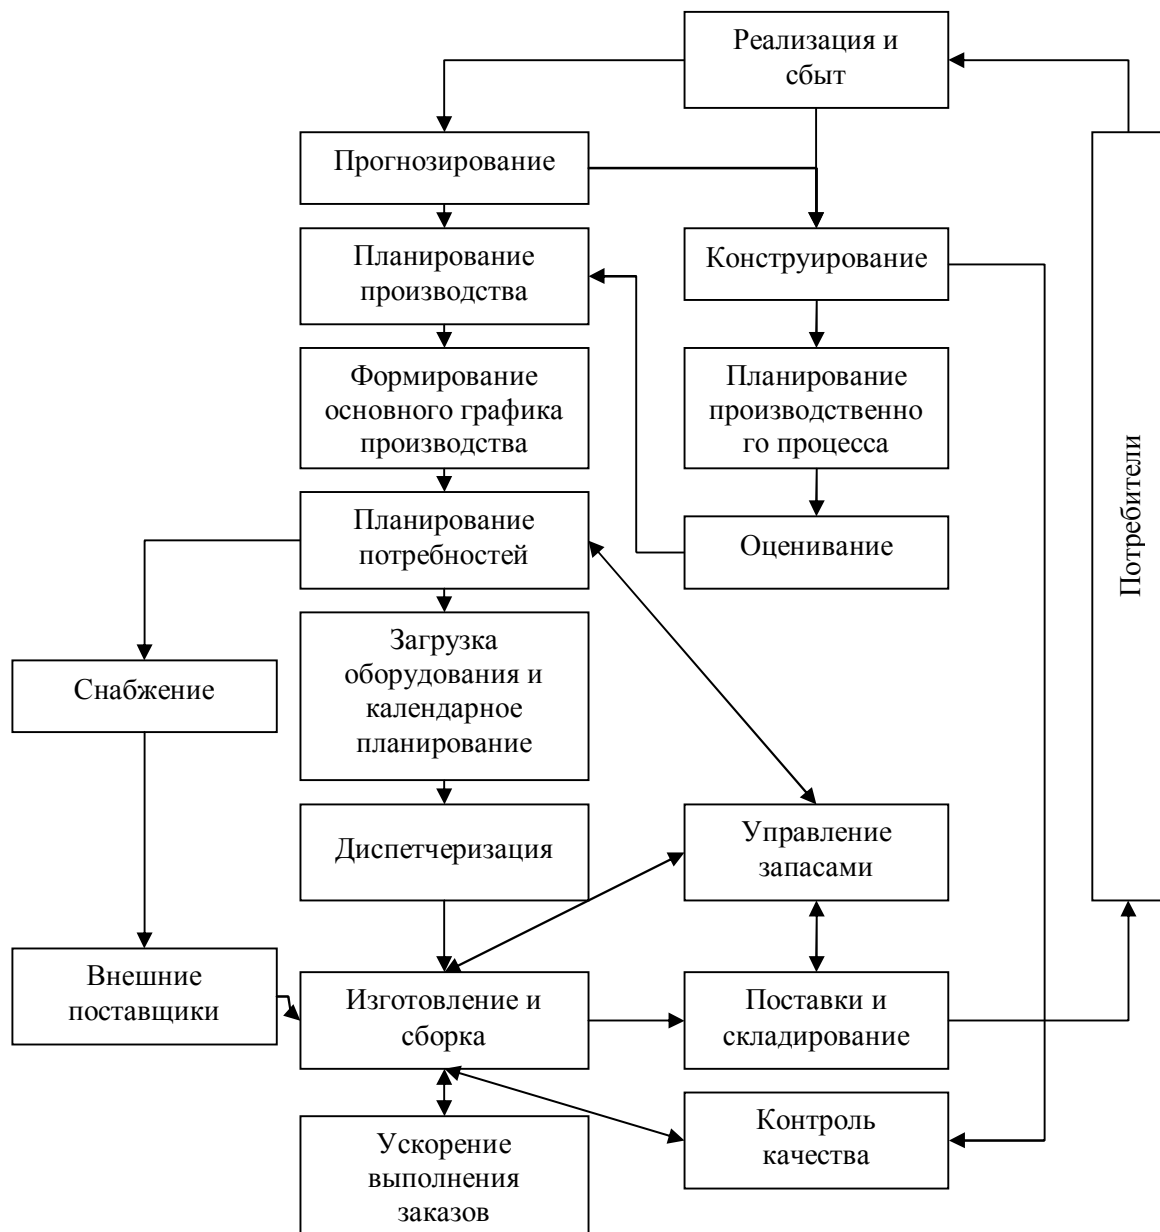 Реализация и
сбыт
Прогнозирование
Планирование
производства
Конструирование
Формирование
основного графика
производства
Планирование
производственно
го процесса
Планирование
потребностей
Оценивание
Потребители
Загрузка
оборудования и
календарное
планирование
Снабжение
Диспетчеризация
Управление
запасами
Внешние
поставщики
Изготовление и
сборка
Поставки и
складирование
Контроль
качества
Ускорение
выполнения
заказов